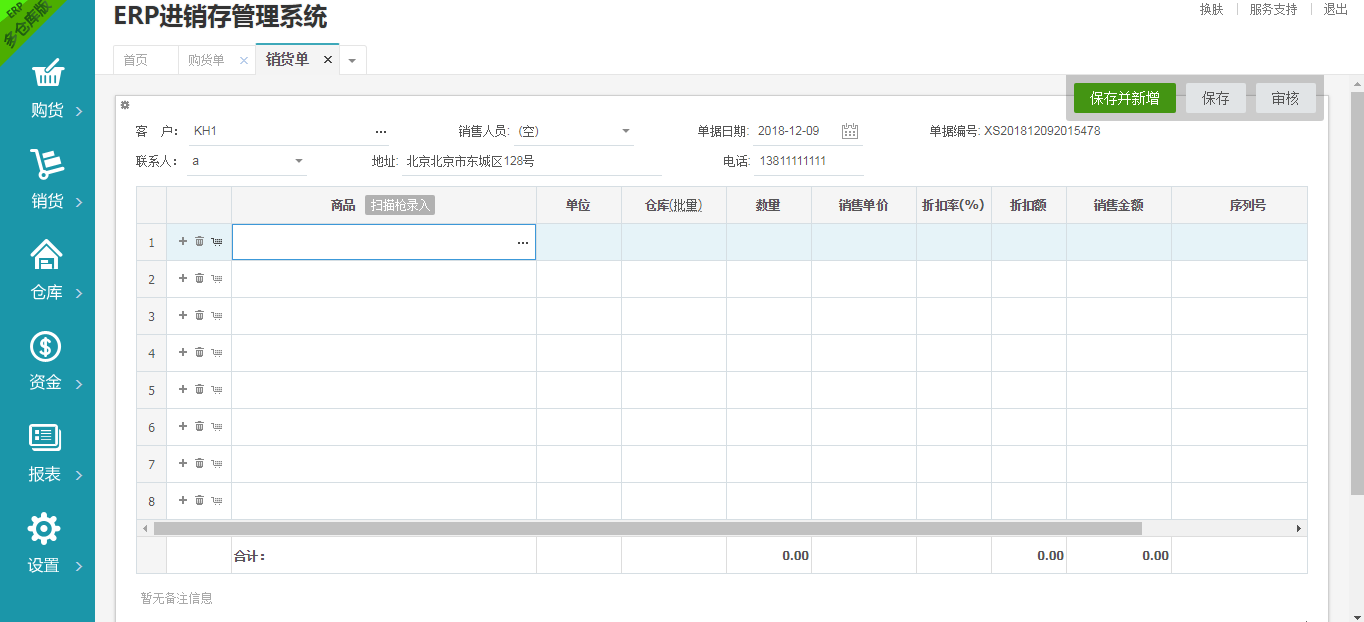 ERP
多仓库版
ERP进销存管理系统
换肤 服务支持 退出
首页 购货单 × 销货单 ×
购货
销货
仓库
资金
报表
设置
保存并新增 保存 审核
客 户: KH1 ... 销售人员: (空) 单据日期: 2018-12-09 单据编号: XS201812092015478
联系人: a 地址: 北京北京市东城区128号 电话: 13811111111
商品 扫描枪录入 单位 仓库(批量) 数量 销售单价 折扣率(%) 折扣额 销售金额 序列号
1 ...
2
3
4
5
6
7
8
合计: 0.00 0.00 0.00
暂无备注信息